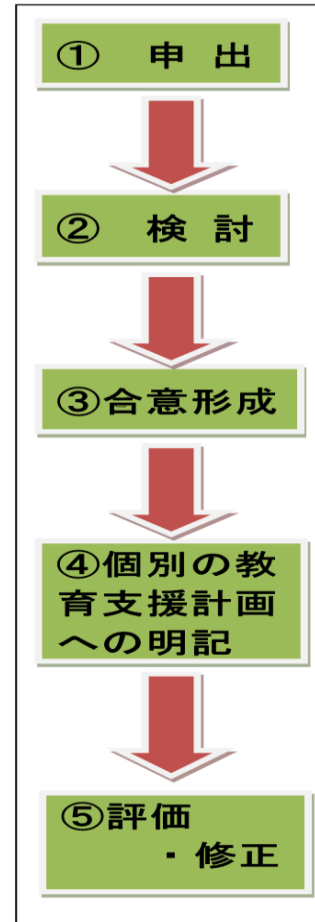 ① 申 出
② 検 討
③合意形成
④個別の教
育支援計画
への明記
⑤評価
・修正